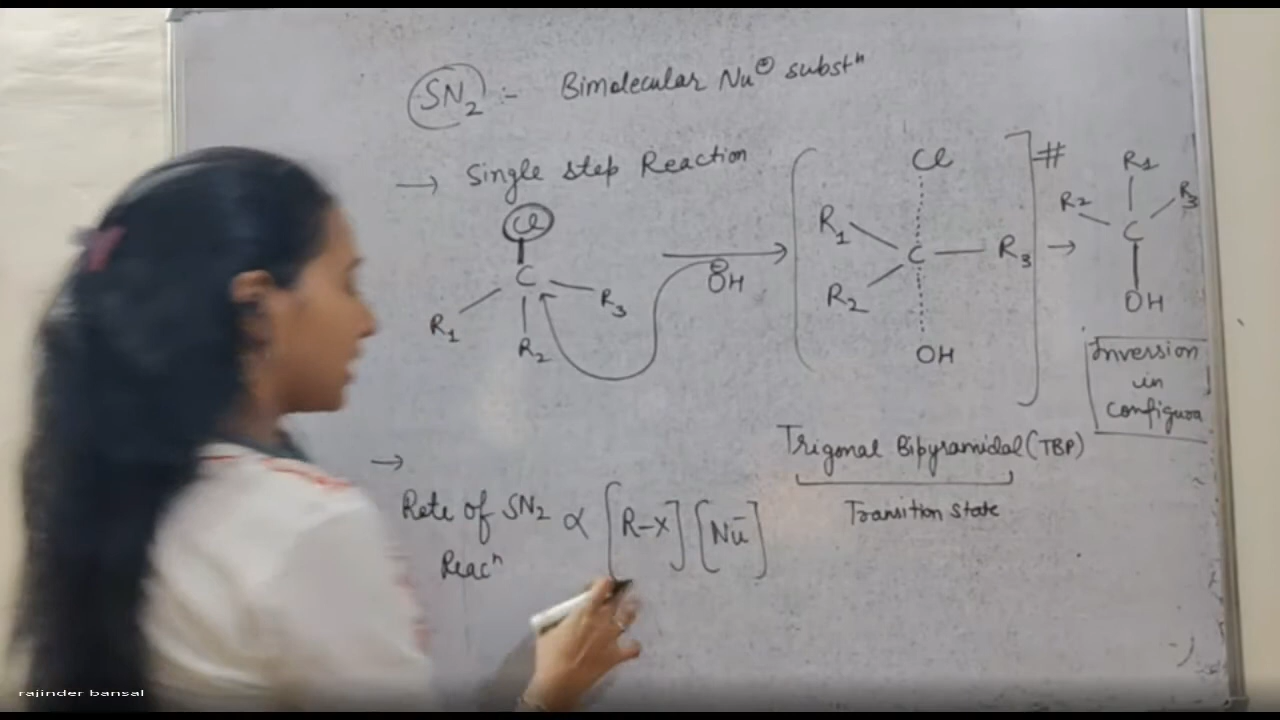 SN2 :- Bimolecular Nu⊖ substⁿ
→ Single step Reaction
Cl
C
R1
R2
R3
⊖OH
→
[
Cl
R1
C
R2
R3
OH
] #
→
R1
R2
R3
C
OH
Inversion
in
configura
Trigonal Bipyramidal (TBP)
Transition state
→
Rate of SN2 ∝ [R-X] [Nu⁻]
Reacⁿ
rajinder bansal